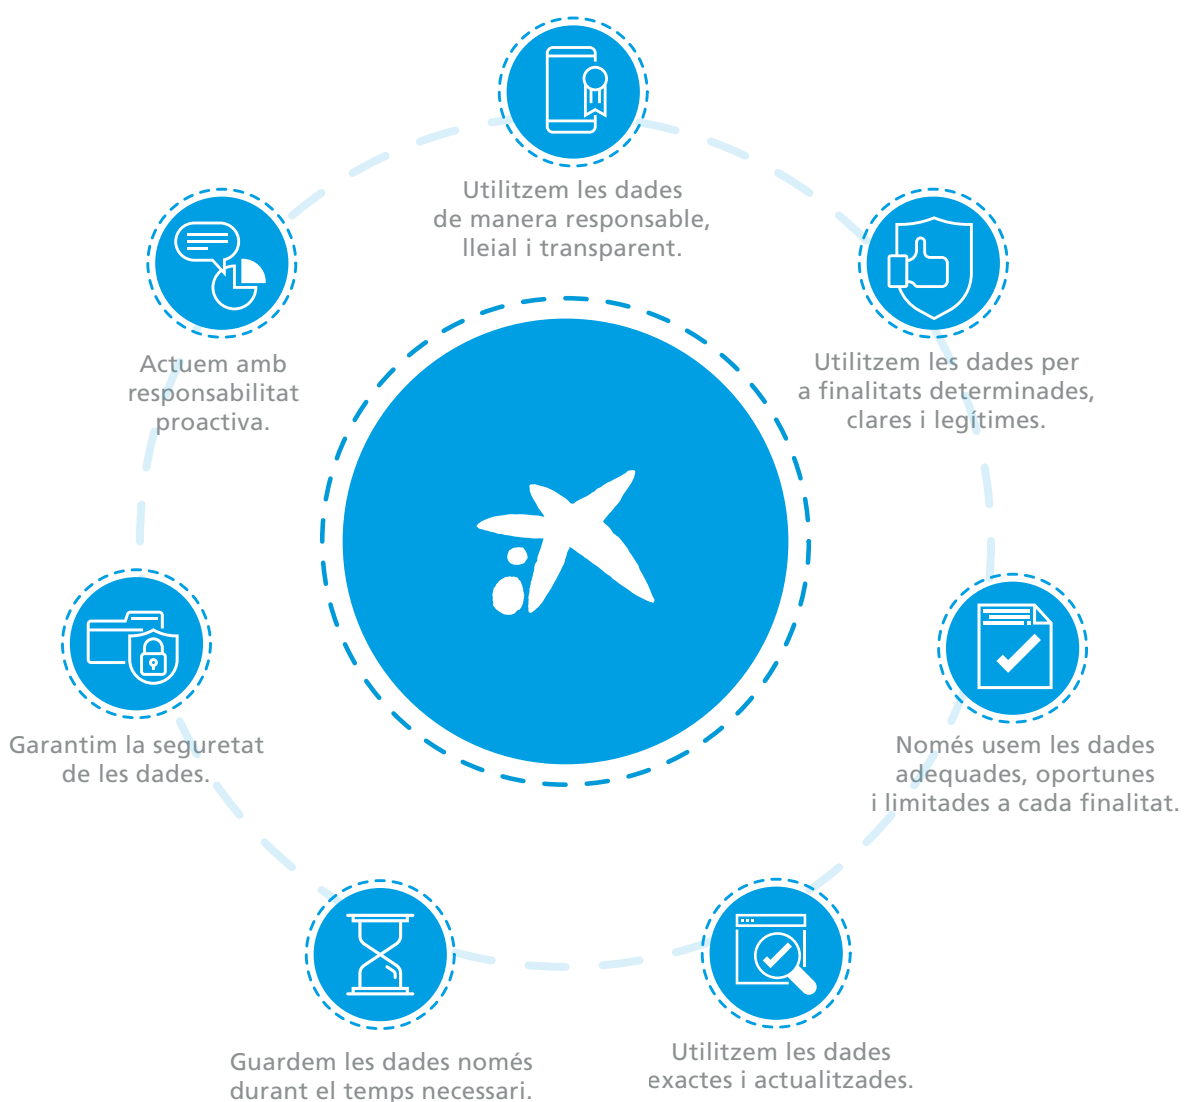 Utilitzem les dades
de manera responsable,
lleial i transparent.
Utilitzem les dades per
a finalitats determinades,
clares i legítimes.
Només usem les dades
adequades, oportunes
i limitades a cada finalitat.
Utilitzem les dades
exactes i actualitzades.
Guardem les dades només
durant el temps necessari.
Garantim la seguretat
de les dades.
Actuem amb
responsabilitat
proactiva.